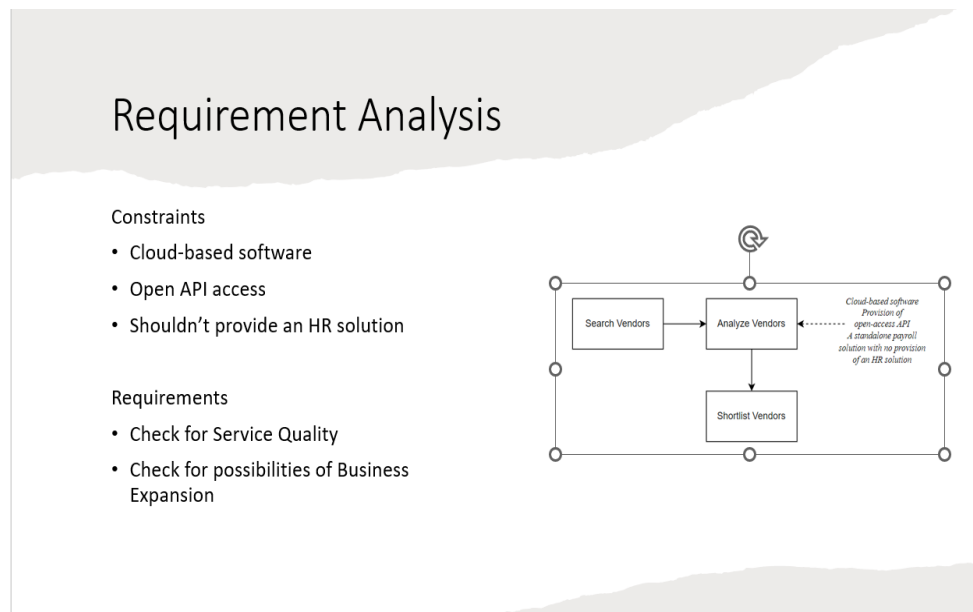 Requirement Analysis
Constraints
• Cloud-based software
• Open API access
• Shouldn’t provide an HR solution
Requirements
• Check for Service Quality
• Check for possibilities of Business
Expansion
Search Vendors
Analyze Vendors
Cloud-based software
Provision of
open-access API
A standalone payroll
solution with no provision
of an HR solution
Shortlist Vendors